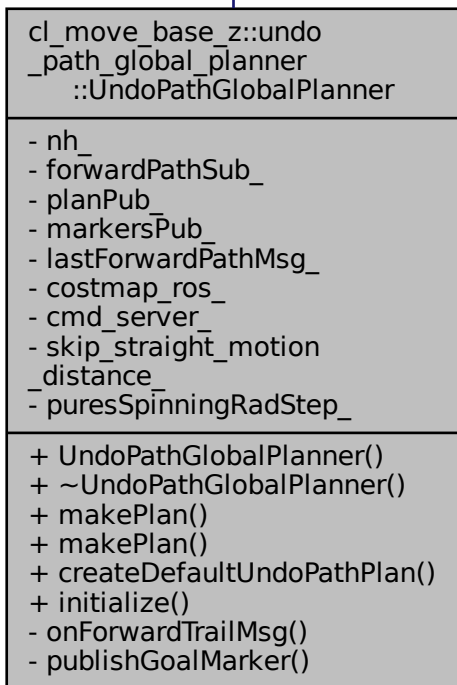 cl_move_base_z::undo
_path_global_planner
::UndoPathGlobalPlanner
- nh_
- forwardPathSub_
- planPub_
- markersPub_
- lastForwardPathMsg_
- costmap_ros_
- cmd_server_
- skip_straight_motion
_distance_
- puresSpinningRadStep_
+ UndoPathGlobalPlanner()
+ ~UndoPathGlobalPlanner()
+ makePlan()
+ makePlan()
+ createDefaultUndoPathPlan()
+ initialize()
- onForwardTrailMsg()
- publishGoalMarker()